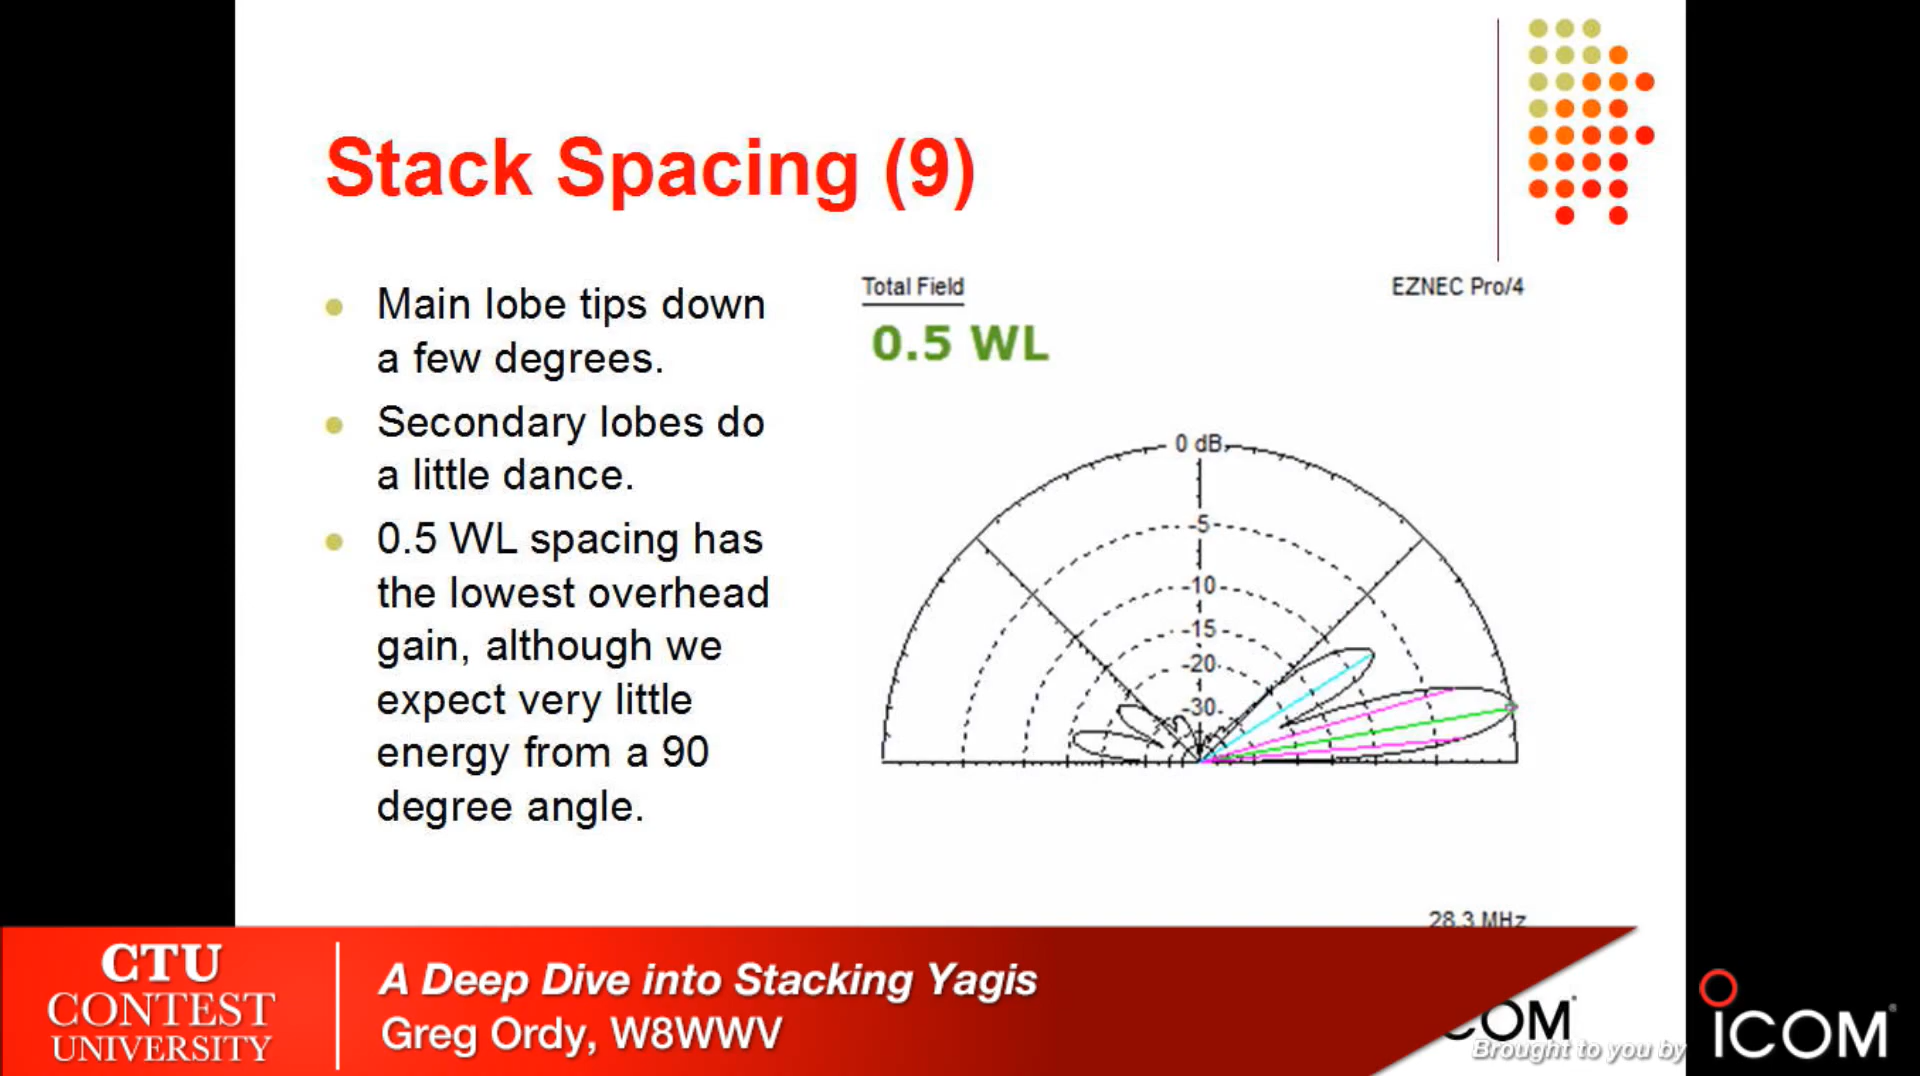 Stack Spacing (9)
Main lobe tips down
a few degrees.
Secondary lobes do
a little dance.
0.5 WL spacing has
the lowest overhead
gain, although we
expect very little
energy from a 90
degree angle.
Total Field
EZNEC Pro/4
0.5 WL
0 dB
-5
-10
-15
-20
-30
28.3 MHz
CTU
CONTEST
UNIVERSITY
A Deep Dive into Stacking Yagis
Greg Ordy, W8WWV
COM
Brought to you by
ICOM